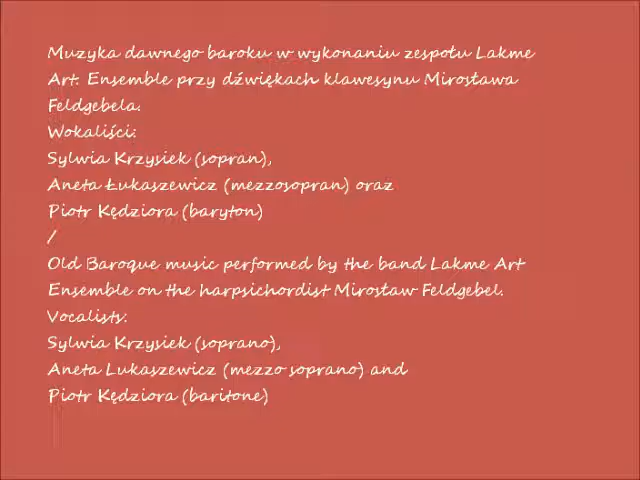 Muzyka dawnego baroku w wykonaniu zespołu Lakme
Art. Ensemble przy dźwiękach klawesynu Mirosława
Feldgebela.
Wokaliści:
Sylwia Krzysiek (sopran),
Aneta Łukaszewicz (mezzosopran) oraz
Piotr Kędziora (baryton)
/
Old Baroque music performed by the band Lakme Art
Ensemble on the harpsichordist Mirosław Feldgebel.
Vocalists:
Sylwia Krzysiek (soprano),
Aneta Lukaszewicz (mezzo soprano) and
Piotr Kędziora (baritone)